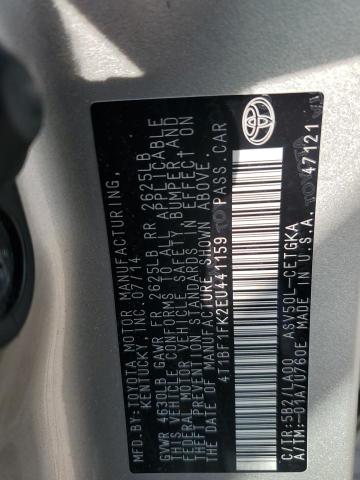 MFD.BY:TOYOTA MOTOR MANUFACTURING
KENTUCKY, INC. 07/14
GVWR 4630LB GAWR FR 2625LB RR 2625LB
THIS VEHICLE CONFORMS TO ALL APPLICABLE
FEDERAL MOTOR VEHICLE SAFETY, BUMPER AND
THEFT PREVENTION STANDARDS IN EFFECT ON
THE DATE OF MANUFACTURE SHOWN ABOVE.
4T1BF1FK2EU441159 PASS.CAR
C/TR:5B2/LA00 ASV50L-CETGKA
A/TM:-01A/U760E MADE IN U.S.A. 47121